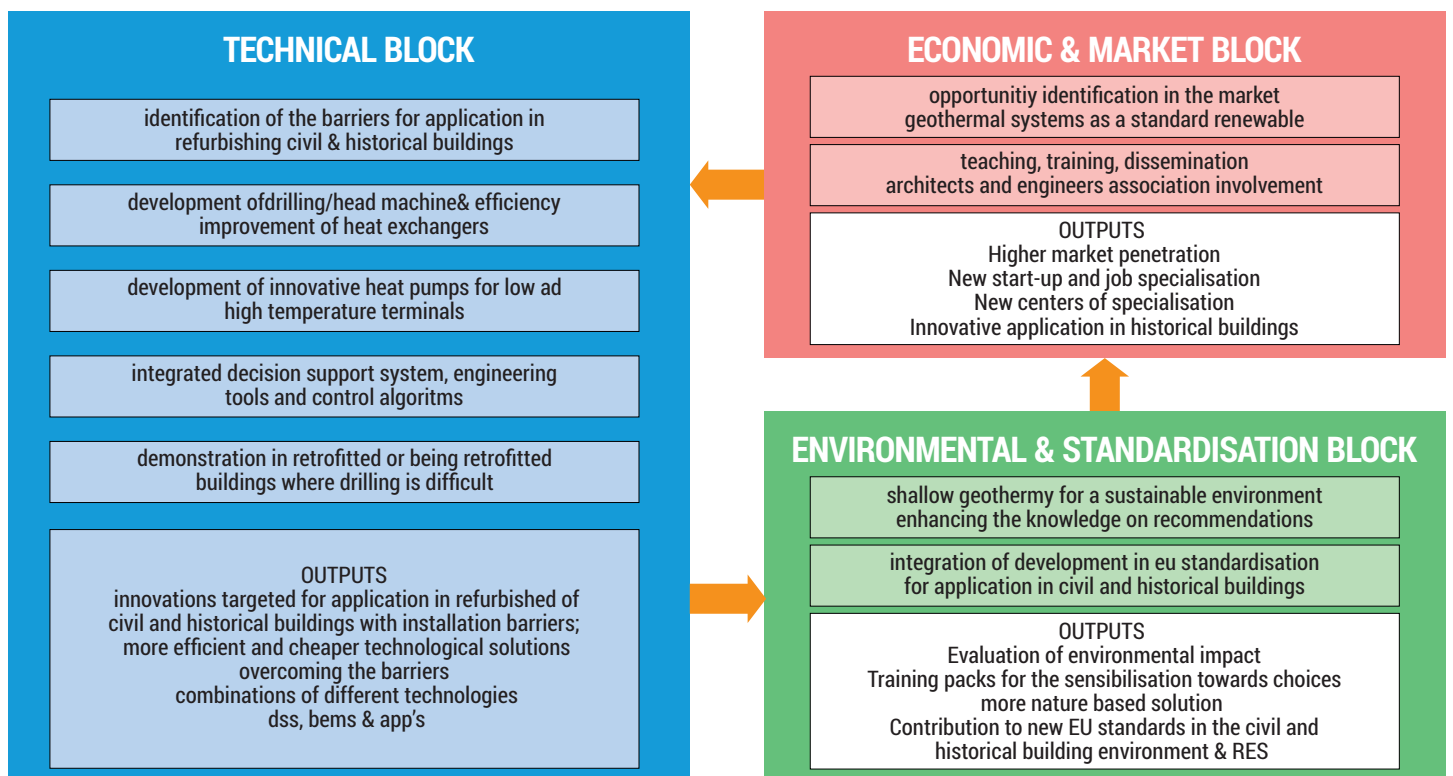 TECHNICAL BLOCK
identification of the barriers for application in
refurbishing civil & historical buildings
development ofdrilling/head machine& efficiency
improvement of heat exchangers
development of innovative heat pumps for low ad
high temperature terminals
integrated decision support system, engineering
tools and control algoritms
demonstration in retrofitted or being retrofitted
buildings where drilling is difficult
OUTPUTS
innovations targeted for application in refurbished of
civil and historical buildings with installation barriers;
more efficient and cheaper technological solutions
overcoming the barriers
combinations of different technologies
dss, bems & app's
ECONOMIC & MARKET BLOCK
opportunitiy identification in the market
geothermal systems as a standard renewable
teaching, training, dissemination
architects and engineers association involvement
OUTPUTS
Higher market penetration
New start-up and job specialisation
New centers of specialisation
Innovative application in historical buildings
ENVIRONMENTAL & STANDARDISATION BLOCK
shallow geothermy for a sustainable environment
enhancing the knowledge on recommendations
integration of development in eu standardisation
for application in civil and historical buildings
OUTPUTS
Evaluation of environmental impact
Training packs for the sensibilisation towards choices
more nature based solution
Contribution to new EU standards in the civil and
historical building environment & RES